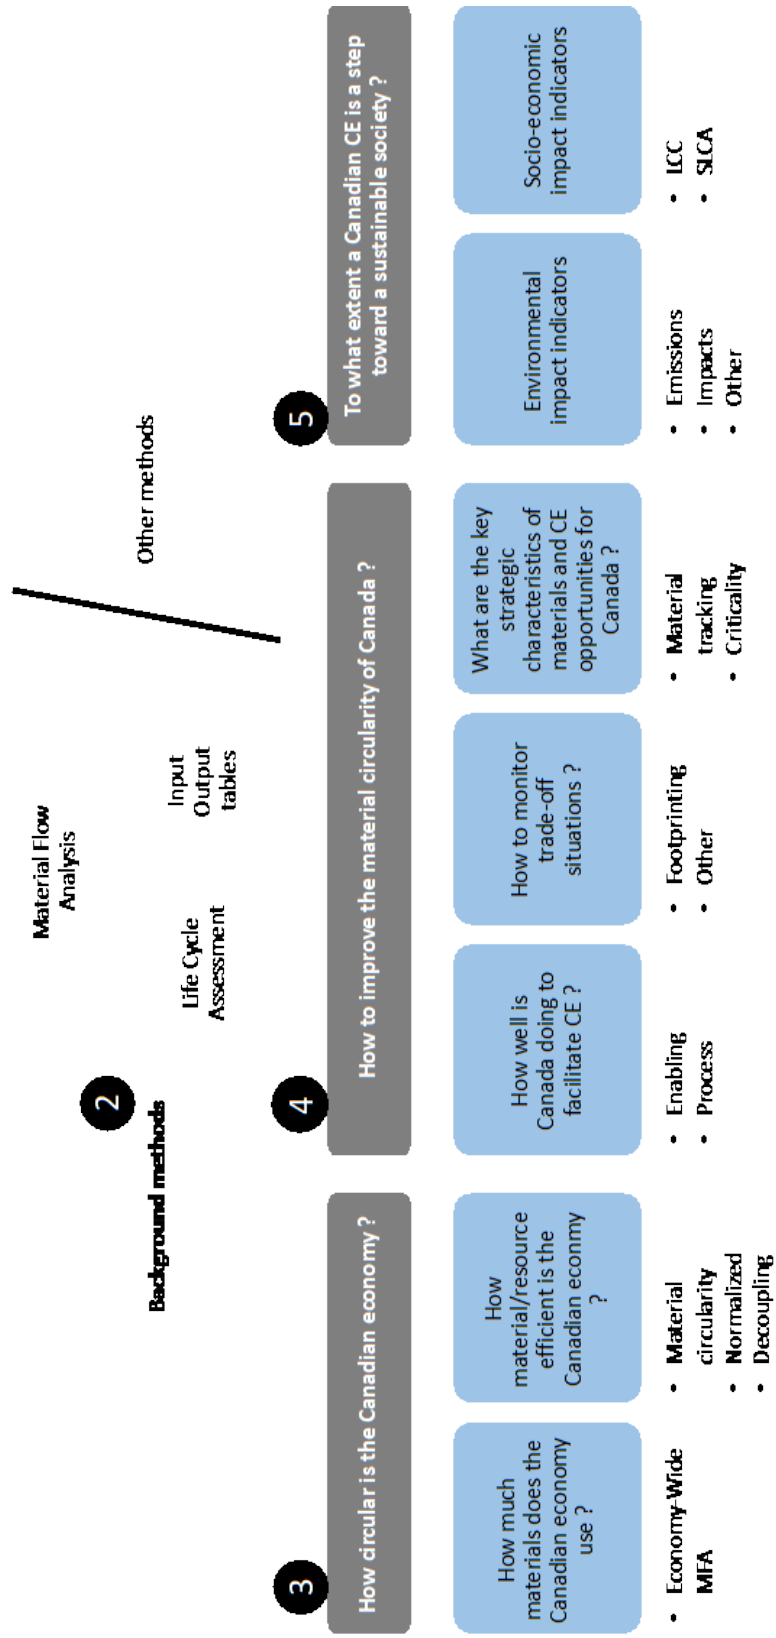 Material Flow
Analysis
2
Background methods
Life Cycle
Assessment
Input
Output
tables
Other methods
3
How circular is the Canadian economy ?
4
How to improve the material circularity of Canada ?
5
To what extent a Canadian CE is a step
toward a sustainable society ?
How much
materials does the
Canadian economy
use ?
How
material/resource
efficient is the
Canadian econmy
?
How well is
Canada doing to
facilitate CE ?
How to monitor
trade-off
situations ?
What are the key
strategic
characteristics of
materials and CE
opportunities for
Canada ?
Environmental
impact indicators
Socio-economic
impact indicators
• Economy-Wide
MFA
• Material
circularity
• Normalized
• Decoupling
• Enabling
• Process
• Footprinting
• Other
• Material
tracking
• Criticality
• Emissions
• Impacts
• Other
• LCC
• SLCA